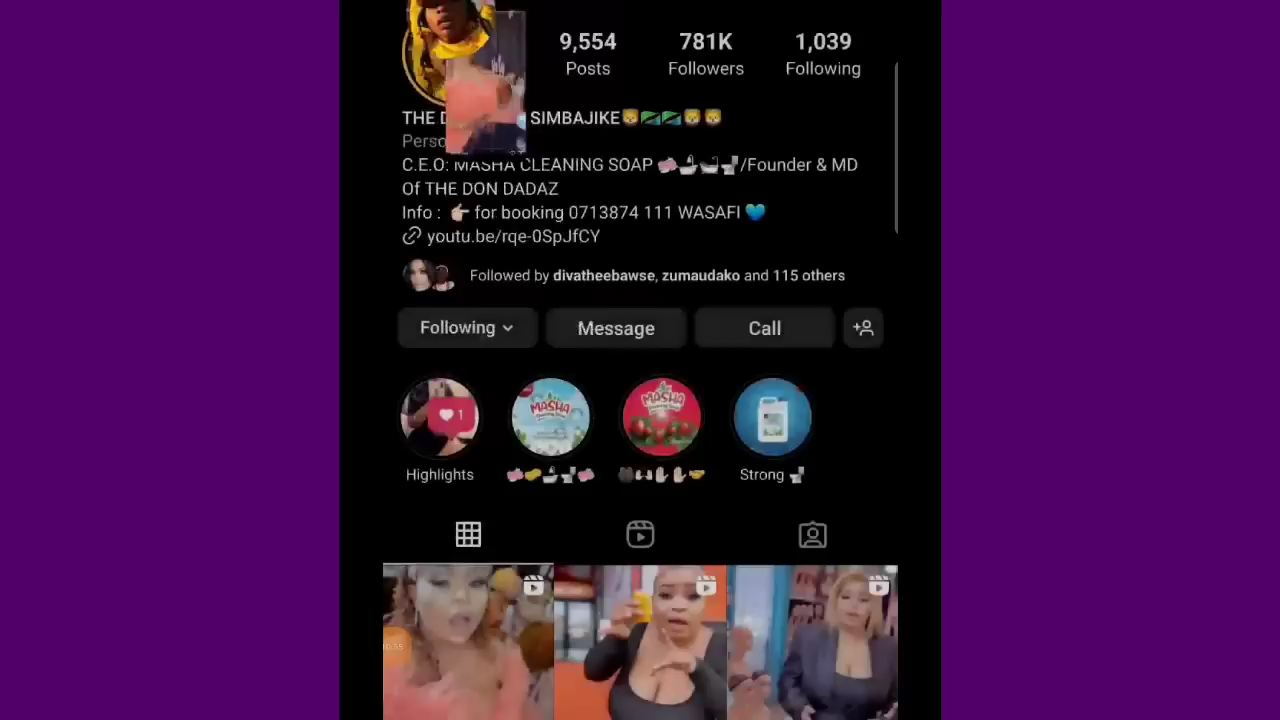 9,554 781K 1,039
Posts Followers Following
THE D SIMBAJIKE🦁🇹🇿🇹🇿🦁🦁
Perso
C.E.O: MASHA CLEANING SOAP 🧼🛀🛁🚽/Founder & MD
Of THE DON DADAZ
Info : 👉🏻 for booking 0713874 111 WASAFI 💙
youtu.be/rqe-0SpJfCY
Followed by divatheebawse, zumaudako and 115 others
Following Message Call
1
MASHA
MASHA
Highlights 🧼🧽🛀🚽🧼 Strong 🚽